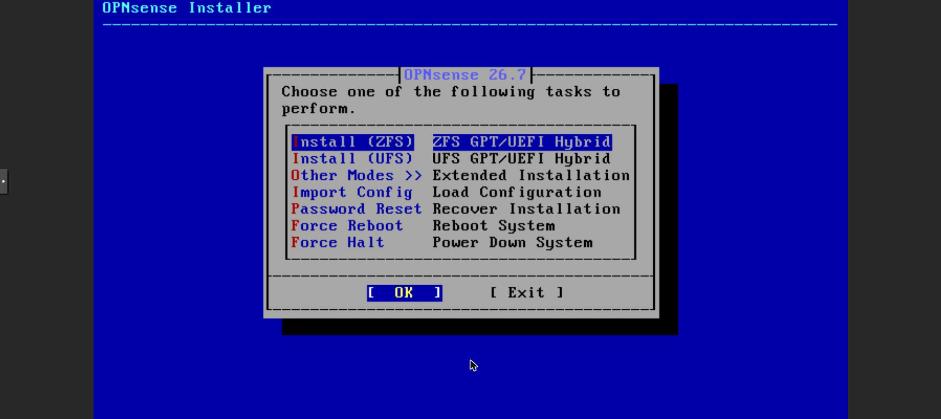 OPNsense Installer
OPNsense 26.7
Choose one of the following tasks to
perform.
Install (ZFS) ZFS GPT/UEFI Hybrid
Install (UFS) UFS GPT/UEFI Hybrid
Other Modes >> Extended Installation
Import Config Load Configuration
Password Reset Recover Installation
Force Reboot Reboot System
Force Halt Power Down System
[ OK ] [ Exit ]